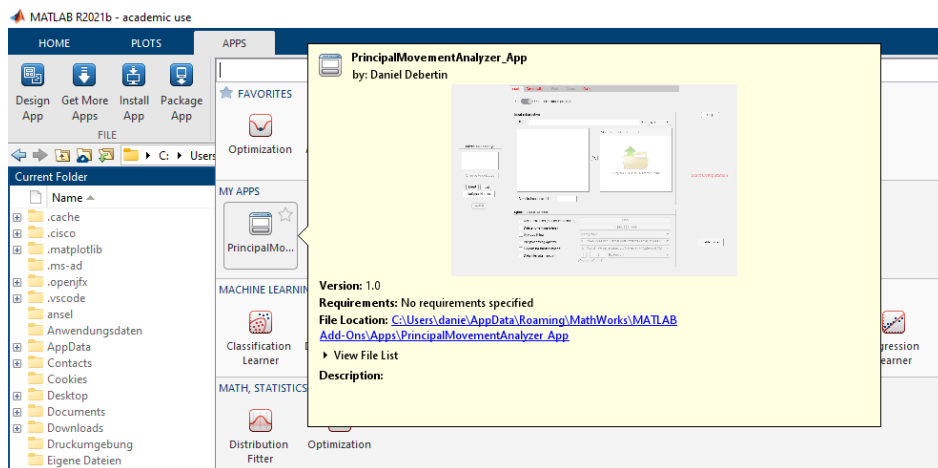 MATLAB R2021b - academic use
HOME PLOTS APPS
Design App
Get More Apps
Install App
Package App
FILE
C: Users
Current Folder
Name
.cache
.cisco
.matplotlib
.ms-ad
.openjfx
.vscode
ansel
Anwendungsdaten
AppData
Contacts
Cookies
Desktop
Documents
Downloads
Druckumgebung
Eigene Dateien
FAVORITES
Optimization
MY APPS
PrincipalMo...
MACHINE LEARNIN
Classification
Learner
MATH, STATISTICS
Distribution
Fitter
Optimization
PrincipalMovementAnalyzer_App
by: Daniel Debertin
Version: 1.0
Requirements: No requirements specified
File Location: C:\Users\danie\AppData\Roaming\MathWorks\MATLAB
Add-Ons\Apps\PrincipalMovementAnalyzer App
View File List
Description:
gression
earner